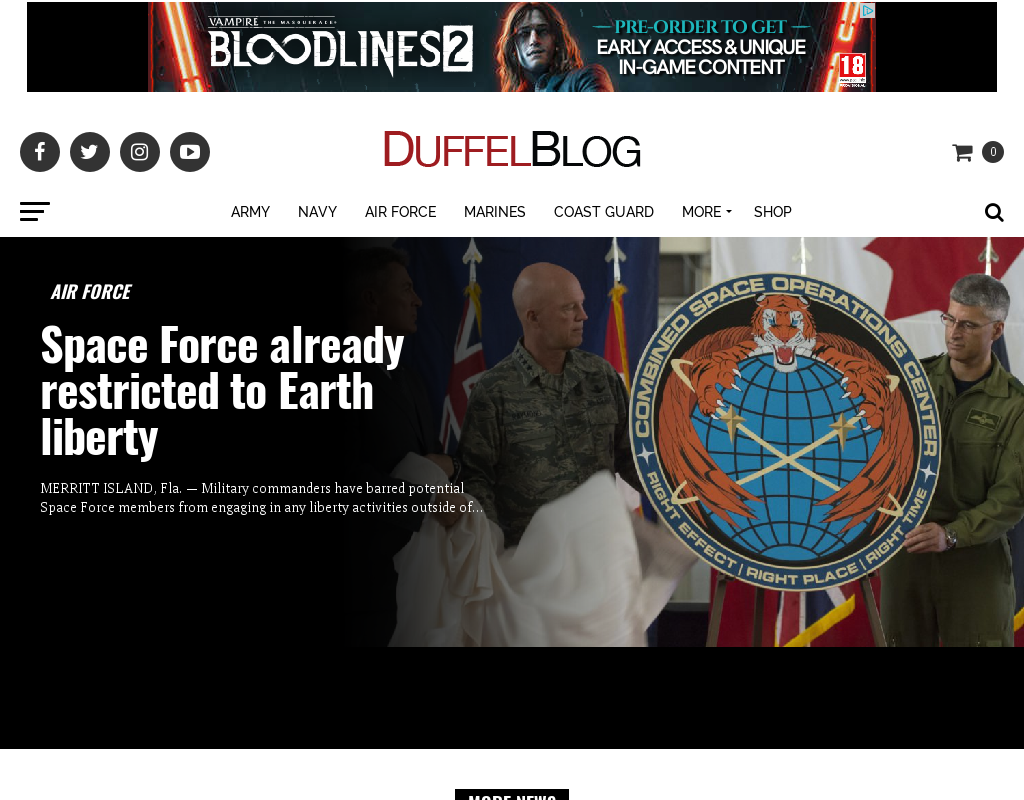 VAMPIRE THE MASQUERADE
BLOODLINES 2
PRE-ORDER TO GET
EARLY ACCESS & UNIQUE
IN-GAME CONTENT
18
DUFFELBLOG
0
ARMY NAVY AIR FORCE MARINES COAST GUARD MORE SHOP
AIR FORCE
Space Force already
restricted to Earth
liberty
MERRITT ISLAND, Fla. — Military commanders have barred potential
Space Force members from engaging in any liberty activities outside of...
COMBINED SPACE OPERATIONS CENTER
RIGHT EFFECT | RIGHT PLACE | RIGHT TIME
MORE NEWS